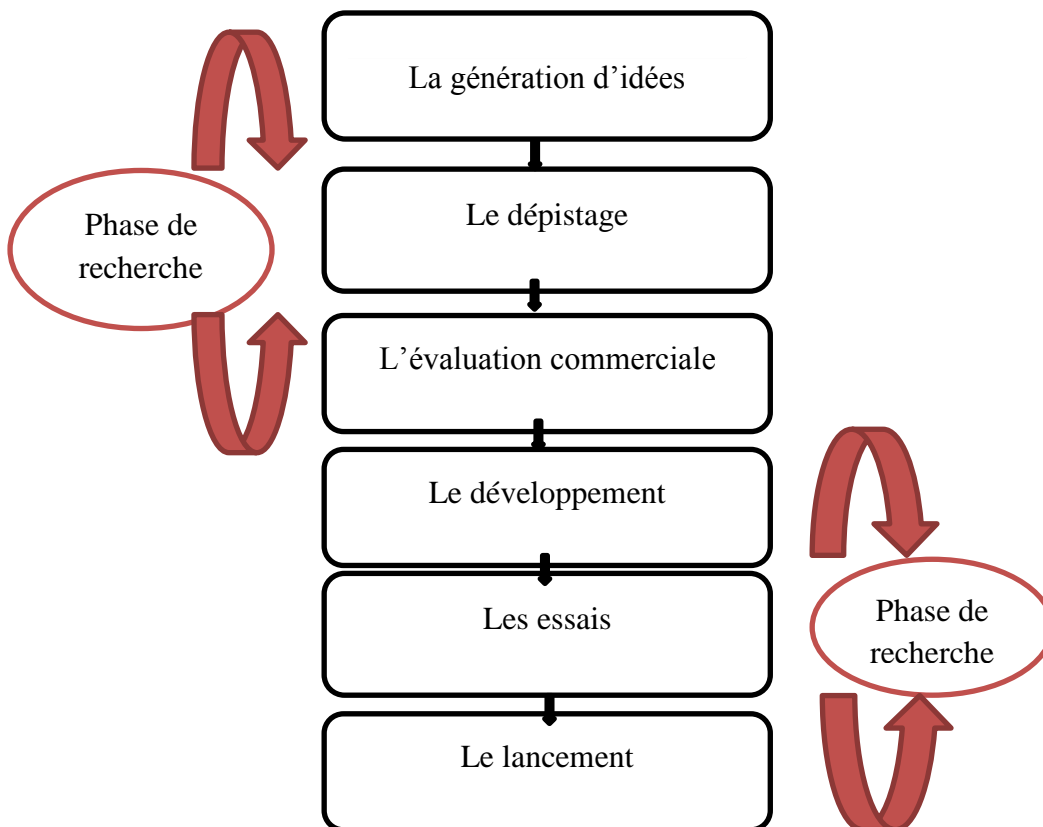 La génération d’idées
Le dépistage
Phase de
recherche
L’évaluation commerciale
Le développement
Les essais
Phase de
recherche
Le lancement